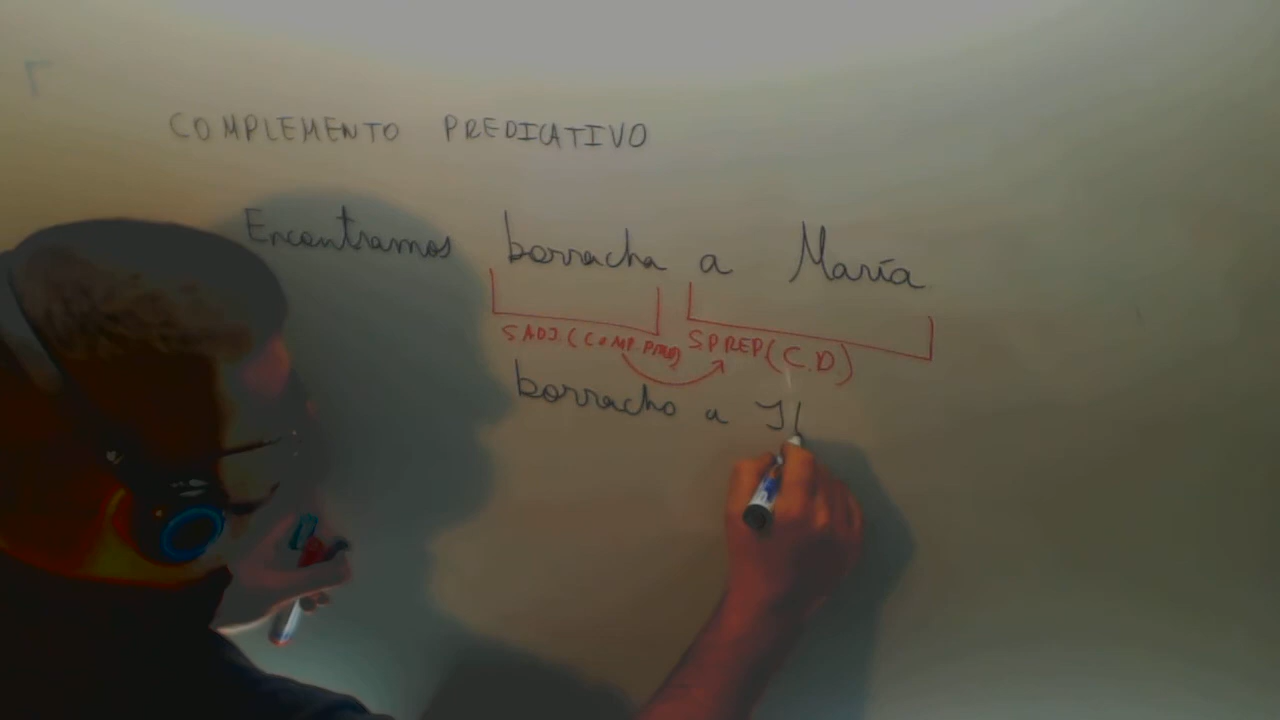 COMPLEMENTO PREDICATIVO
Encontramos borracha a María
SADJ (COMP. PRED) SPREP (C.D)
borracho a